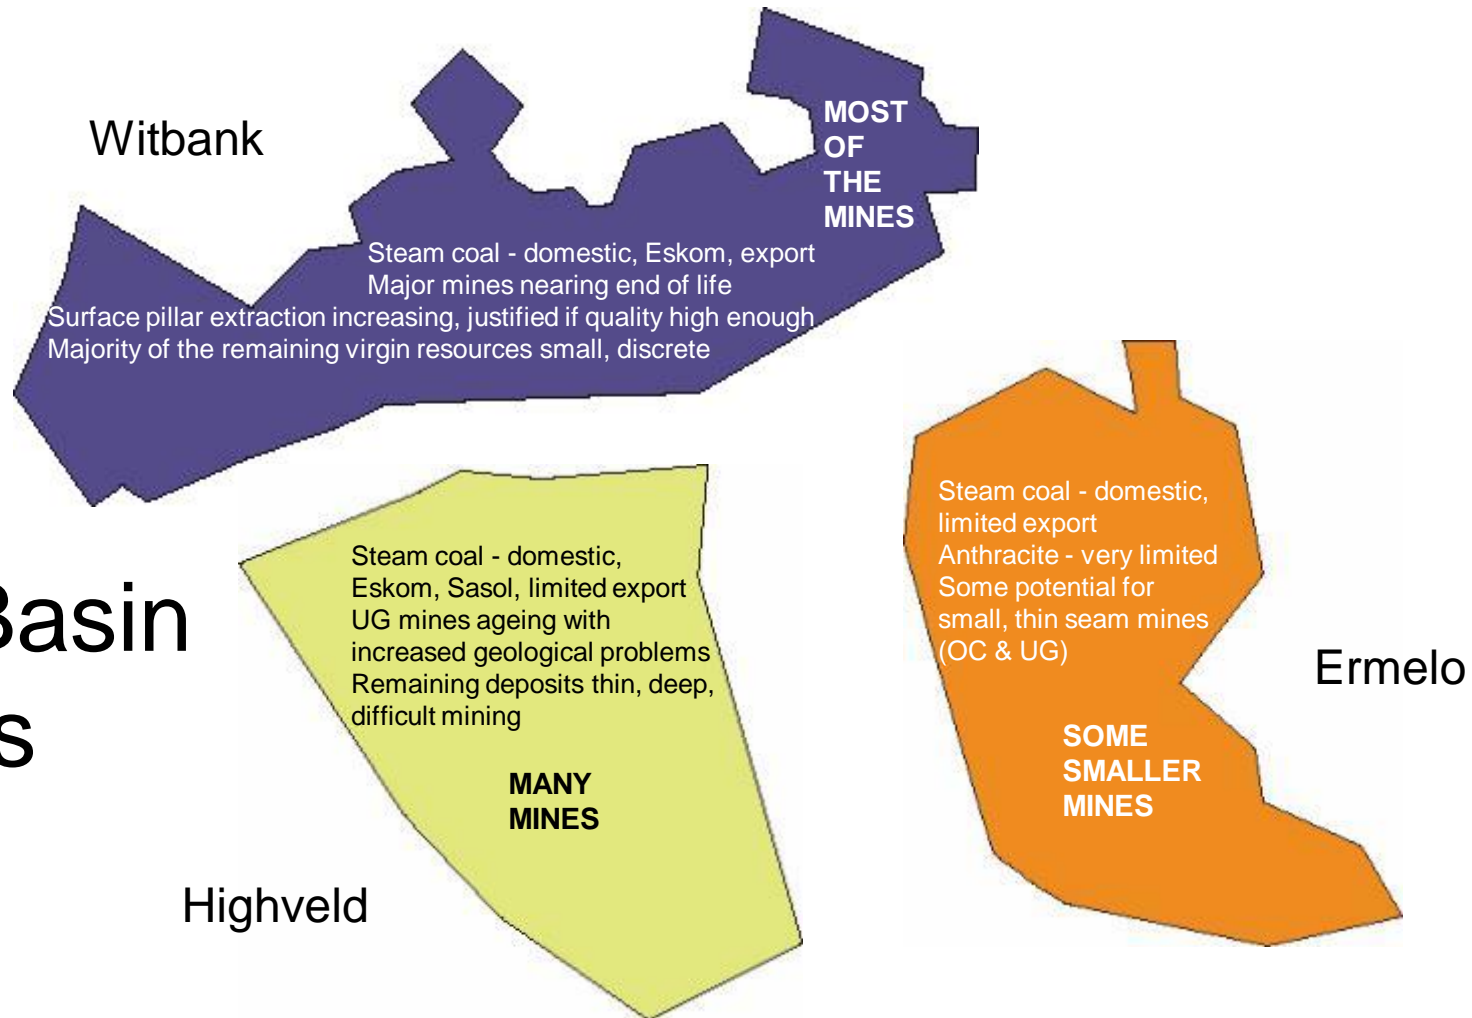 Witbank
MOST
OF
THE
MINES
Steam coal - domestic, Eskom, export
Major mines nearing end of life
Surface pillar extraction increasing, justified if quality high enough
Majority of the remaining virgin resources small, discrete
Steam coal - domestic,
Eskom, Sasol, limited export
UG mines ageing with
increased geological problems
Remaining deposits thin, deep,
difficult mining
MANY
MINES
Highveld
Basin
s
Steam coal - domestic,
limited export
Anthracite - very limited
Some potential for
small, thin seam mines
(OC & UG)
SOME
SMALLER
MINES
Ermelo